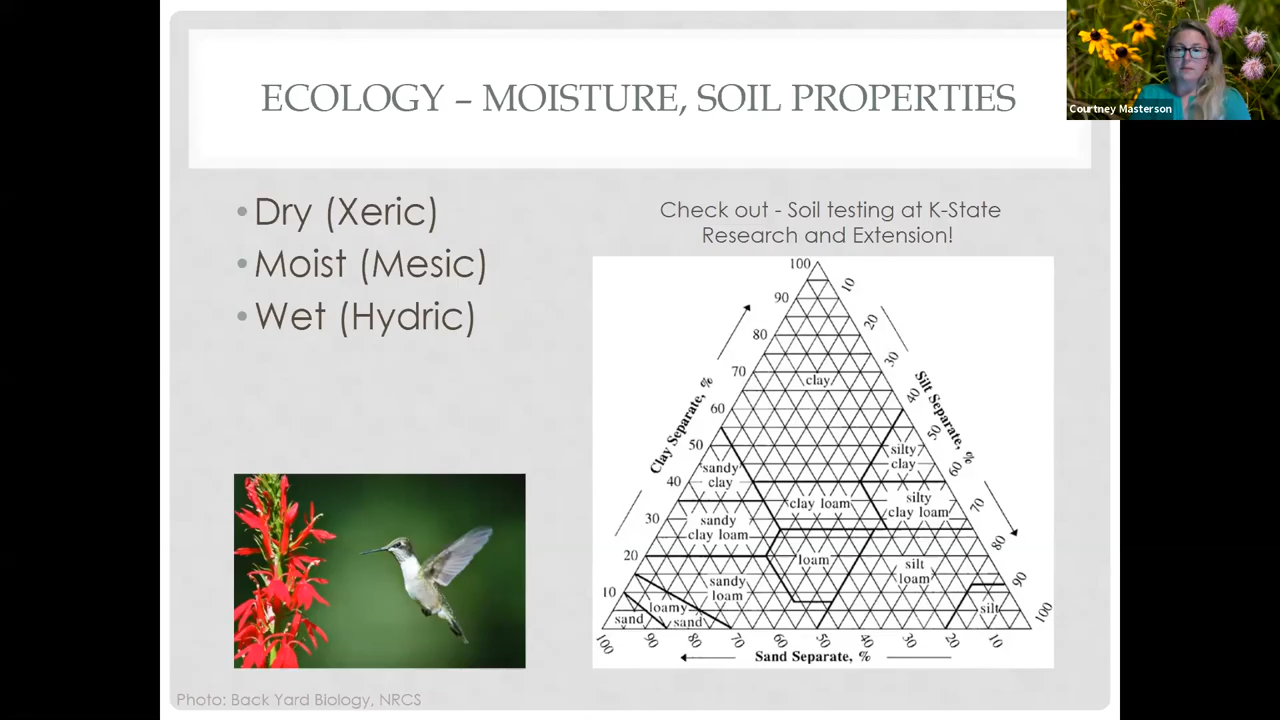 ECOLOGY – MOISTURE, SOIL PROPERTIES
Courtney Masterson
• Dry (Xeric)
• Moist (Mesic)
• Wet (Hydric)
Check out - Soil testing at K-State
Research and Extension!
100
90
80
70
60
50
40
30
20
10
Clay Separate, %
10
20
30
40
50
60
70
80
90
100
Silt Separate, %
clay
silty
clay
sandy
clay
clay loam
silty
clay loam
sandy
clay loam
loam
silt
loam
sandy
loam
loamy
sand
sand
silt
100 90 80 70 60 50 40 30 20 10
Sand Separate, %
Photo: Back Yard Biology, NRCS